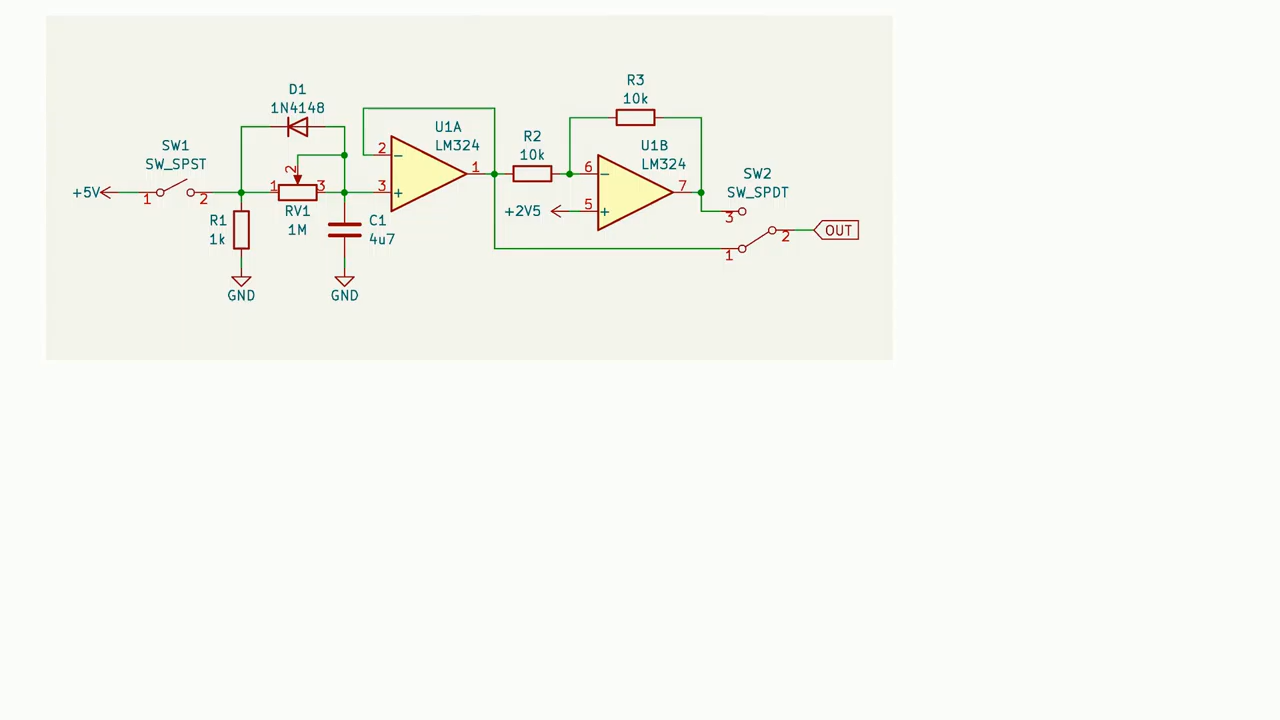 D1
1N4148
R3
10k
SW1
SW_SPST
U1A
LM324
R2
10k
U1B
LM324
SW2
SW_SPDT
+5V
1
2
1
2
3
RV1
1M
R1
1k
C1
4u7
GND
GND
2
-
3
+
1
6
-
5
+
7
+2V5
3
2
1
OUT